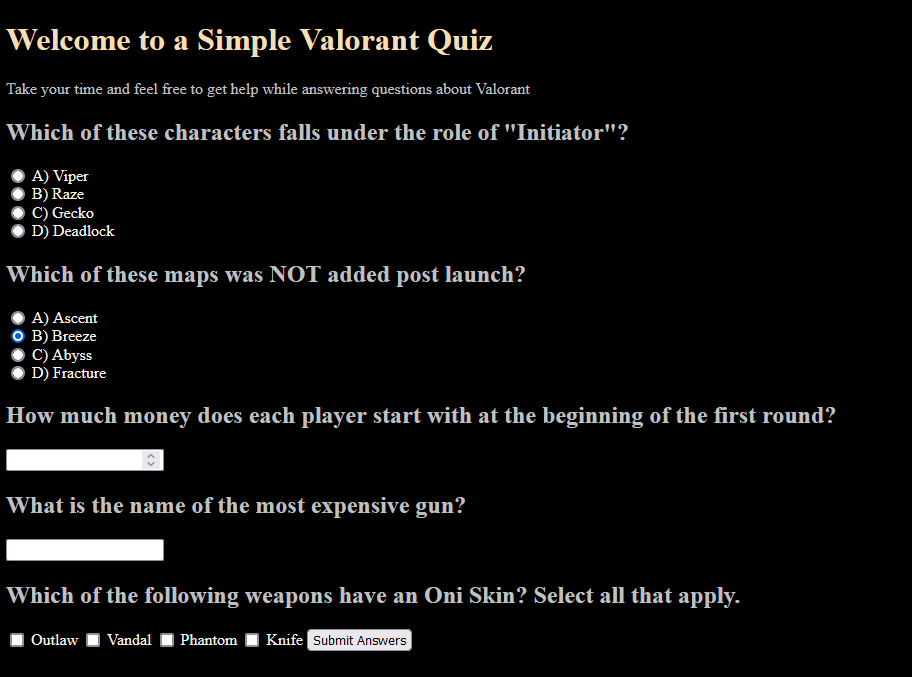 Welcome to a Simple Valorant Quiz
Take your time and feel free to get help while answering questions about Valorant
Which of these characters falls under the role of "Initiator"?
A) Viper
B) Raze
C) Gecko
D) Deadlock
Which of these maps was NOT added post launch?
A) Ascent
B) Breeze
C) Abyss
D) Fracture
How much money does each player start with at the beginning of the first round?
What is the name of the most expensive gun?
Which of the following weapons have an Oni Skin? Select all that apply.
Outlaw Vandal Phantom Knife Submit Answers